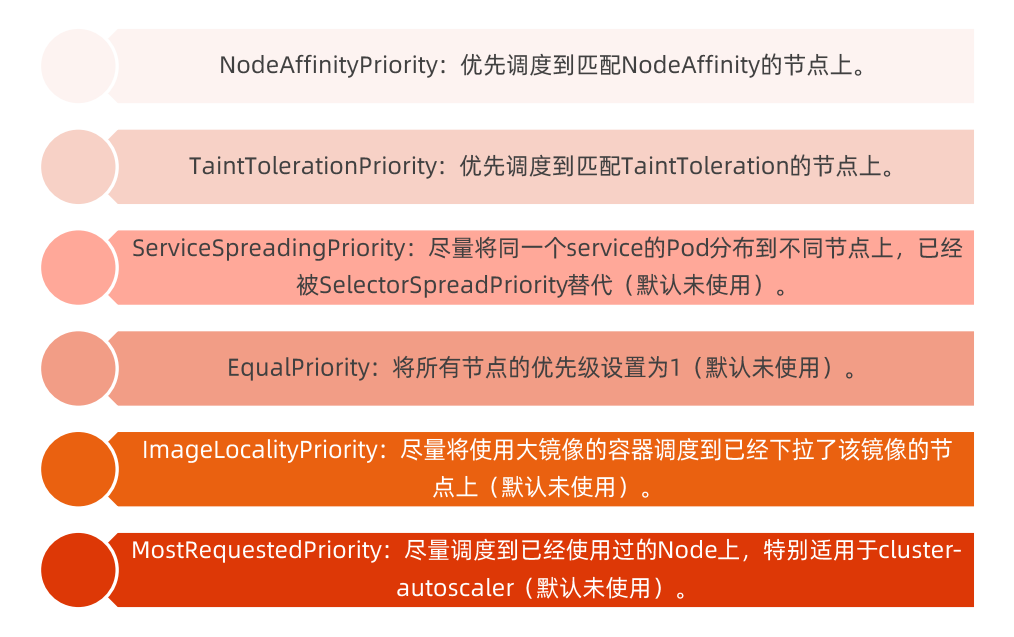 NodeAffinityPriority：优先调度到匹配NodeAffinity的节点上。
TaintTolerationPriority：优先调度到匹配TaintToleration的节点上。
ServiceSpreadingPriority：尽量将同一个service的Pod分布到不同节点上，已经
被SelectorSpreadPriority替代（默认未使用）。
EqualPriority：将所有节点的优先级设置为1（默认未使用）。
ImageLocalityPriority：尽量将使用大镜像的容器调度到已经下拉了该镜像的节
点上（默认未使用）。
MostRequestedPriority：尽量调度到已经使用过的Node上，特别适用于cluster-
autoscaler（默认未使用）。